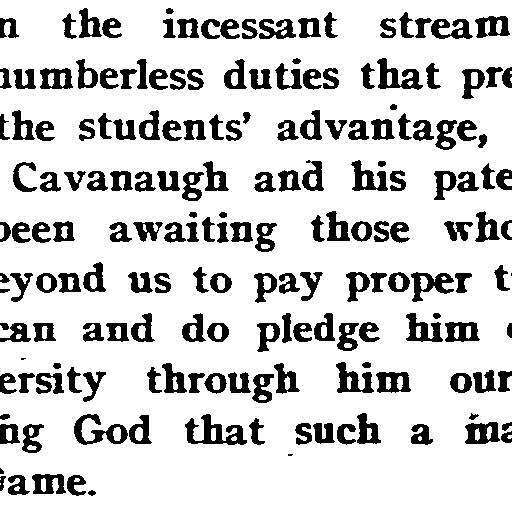 n the incessant stream
numberless duties that pre
the students' advantage,
Cavanaugh and his pate
been awaiting those who
eyond us to pay proper t
can and do pledge him
ersity through him our
ing God that such a ma
Dame.